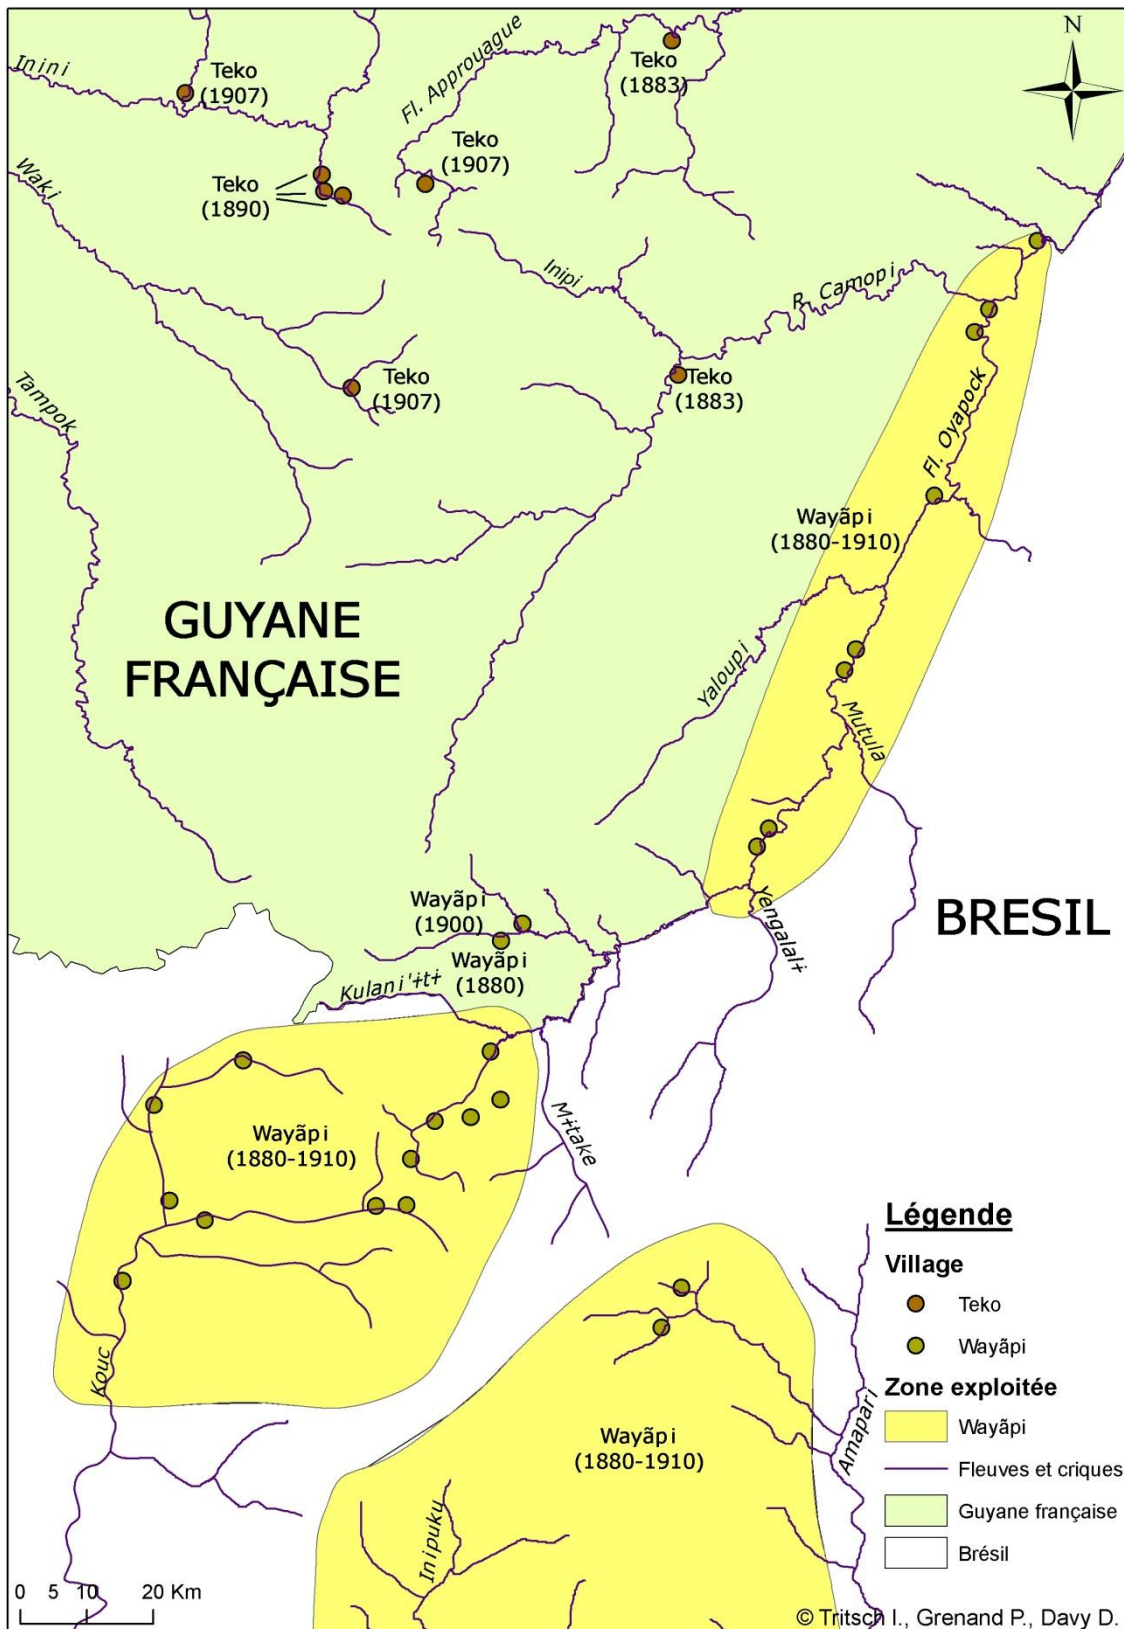 N
Inini
Teko
(1907)
Fl. Approuague
Teko
(1883)
Teko
(1907)
Waki
Teko
(1890)
Inipi
R. Camopi
Tampok
Teko
(1907)
Teko
(1883)
Fl. Oyapock
Wayãpi
(1880-1910)
GUYANE
FRANÇAISE
Yaloupi
Mutula
Wayãpi
(1900)
Wayãpi
(1880)
Yengalalɨ
BRESIL
Kulani'ɨtɨ
Mɨtake
Wayãpi
(1880-1910)
Kouc
Wayãpi
(1880-1910)
Inipuku
Amapari
Légende
Village
Teko
Wayãpi
Zone exploitée
Wayãpi
Fleuves et criques
Guyane française
Brésil
0 5 10 20 Km
© Tritsch I., Grenand P., Davy D.